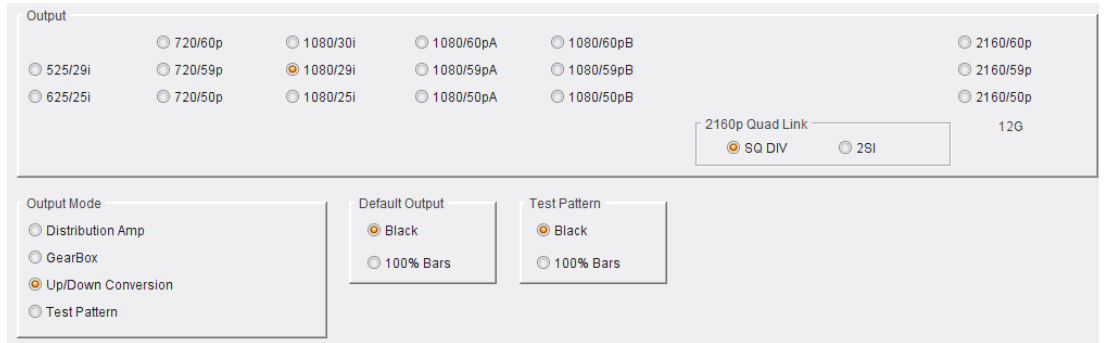 Output
720/60p 1080/30i 1080/60pA 1080/60pB 2160/60p
525/29i 720/59p 1080/29i 1080/59pA 1080/59pB 2160/59p
625/25i 720/50p 1080/25i 1080/50pA 1080/50pB 2160/50p
2160p Quad Link 12G
SQ DIV 2SI
Output Mode
Distribution Amp
GearBox
Up/Down Conversion
Test Pattern
Default Output
Black
100% Bars
Test Pattern
Black
100% Bars